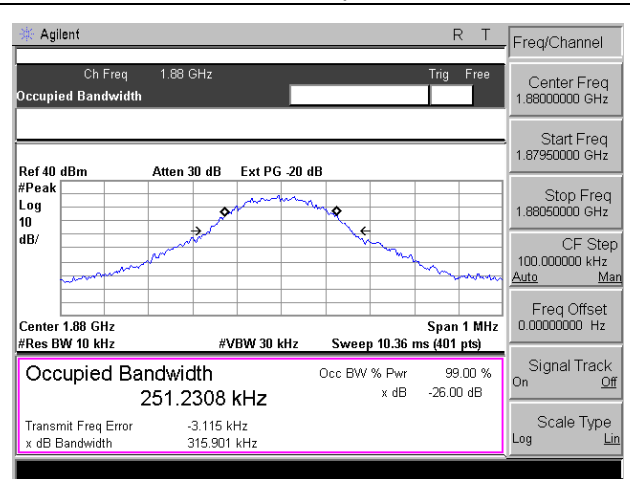 Agilent R T
Freq/Channel
Ch Freq 1.88 GHz Trig Free
Occupied Bandwidth
Center Freq
1.88000000 GHz
Start Freq
1.87950000 GHz
Ref 40 dBm Atten 30 dB Ext PG -20 dB
#Peak
Log
10
dB/
Stop Freq
1.88050000 GHz
CF Step
100.000000 kHz
Auto Man
Freq Offset
0.00000000 Hz
Center 1.88 GHz Span 1 MHz
#Res BW 10 kHz #VBW 30 kHz Sweep 10.36 ms (401 pts)
Occupied Bandwidth Occ BW % Pwr 99.00 %
251.2308 kHz x dB -26.00 dB
Transmit Freq Error -3.115 kHz
x dB Bandwidth 315.901 kHz
Signal Track
On Off
Scale Type
Log Lin